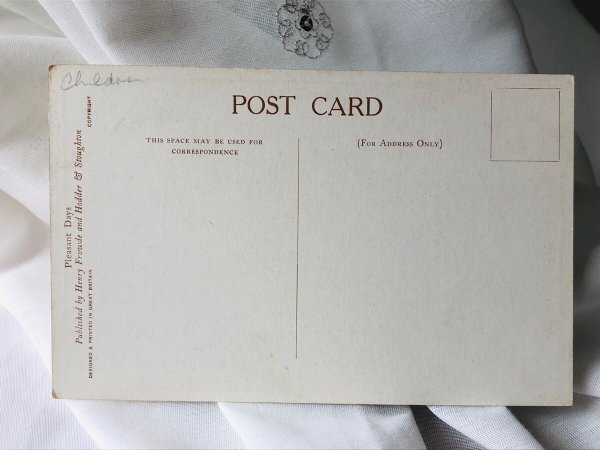 Children
POST CARD
THIS SPACE MAY BE USED FOR
CORRESPONDENCE
(For Address Only)
Pleasant Days
Published by Henry Frowde and Hodder & Stoughton
DESIGNED & PRINTED IN GREAT BRITAIN
COPYRIGHT